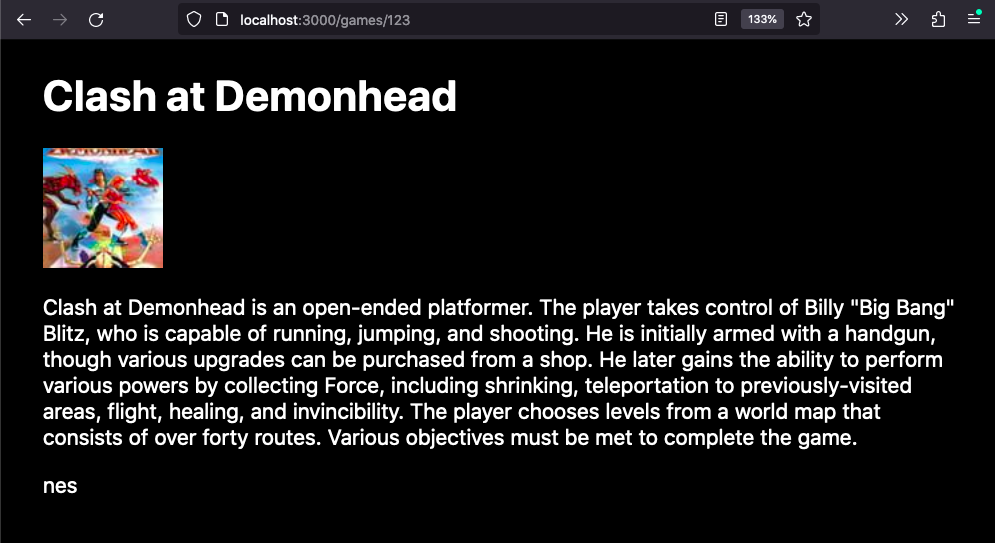 localhost:3000/games/123
133%
Clash at Demonhead
Clash at Demonhead is an open-ended platformer. The player takes control of Billy "Big Bang"
Blitz, who is capable of running, jumping, and shooting. He is initially armed with a handgun,
though various upgrades can be purchased from a shop. He later gains the ability to perform
various powers by collecting Force, including shrinking, teleportation to previously-visited
areas, flight, healing, and invincibility. The player chooses levels from a world map that
consists of over forty routes. Various objectives must be met to complete the game.
nes